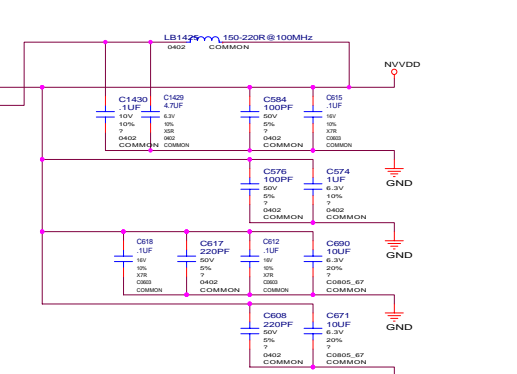 LB1425 150-220R@100MHz
0402 COMMON
NVVDD
C1430
.1UF
10V
10%
?
0402
COMMON
C1429
4.7UF
6.3V
10%
X5R
0402
COMMON
C584
100PF
50V
5%
?
0402
COMMON
C615
.1UF
16V
10%
X7R
C0603
COMMON
GND
C576
100PF
50V
5%
?
0402
COMMON
C574
1UF
6.3V
10%
?
0402
COMMON
GND
C618
.1UF
16V
10%
X7R
C0603
COMMON
C617
220PF
50V
5%
?
0402
COMMON
C612
.1UF
16V
10%
X7R
C0603
COMMON
C690
10UF
6.3V
20%
?
C0805_67
COMMON
GND
C608
220PF
50V
5%
?
0402
COMMON
C671
10UF
6.3V
20%
?
C0805_67
COMMON